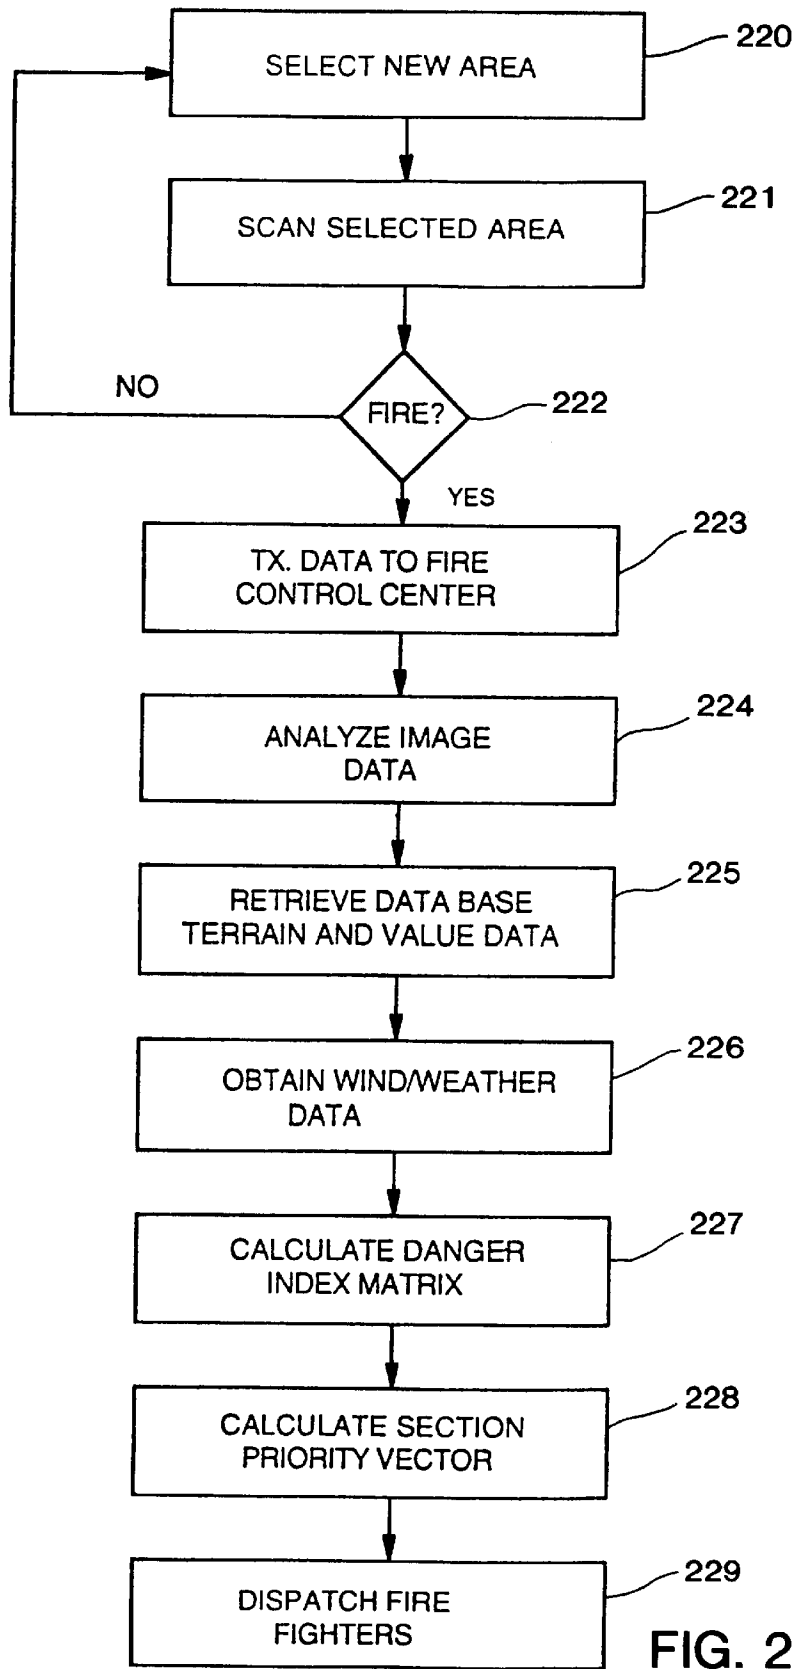 220
SELECT NEW AREA
221
SCAN SELECTED AREA
NO
FIRE?
222
YES
223
TX. DATA TO FIRE
CONTROL CENTER
224
ANALYZE IMAGE
DATA
225
RETRIEVE DATA BASE
TERRAIN AND VALUE DATA
226
OBTAIN WIND/WEATHER
DATA
227
CALCULATE DANGER
INDEX MATRIX
228
CALCULATE SECTION
PRIORITY VECTOR
229
DISPATCH FIRE
FIGHTERS
FIG. 2